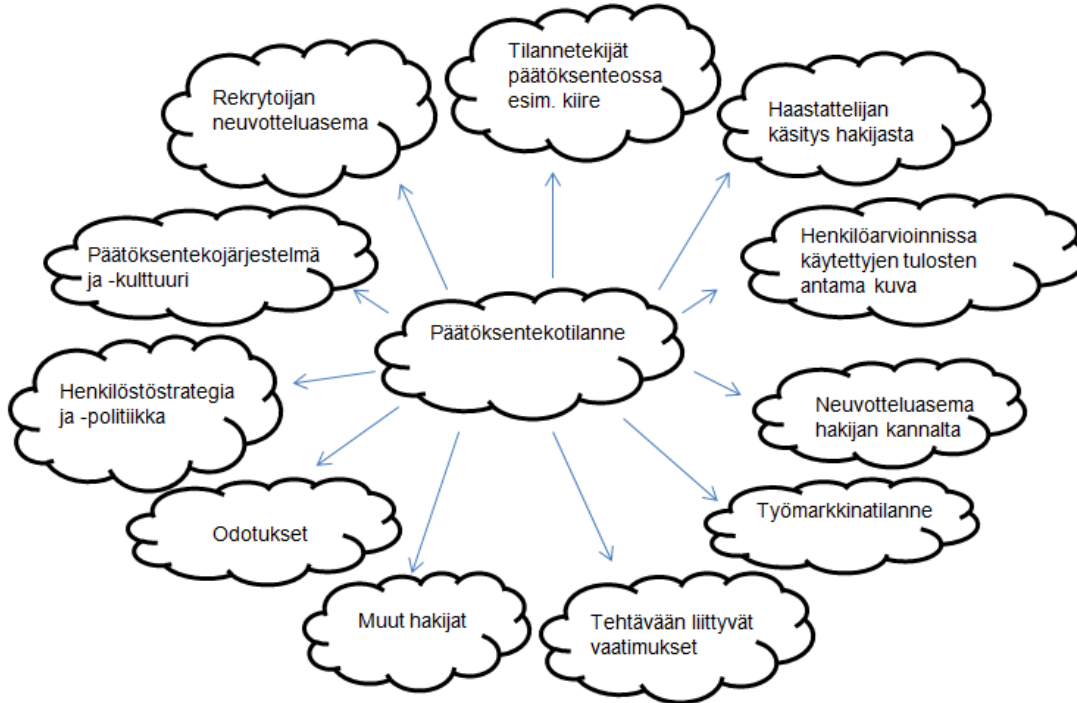 Tilannetekijät
päätöksenteossa
esim. kiire
Rekrytoijan
neuvotteluasema
Haastattelijan
käsitys hakijasta
Päätöksentekojärjestelmä
ja -kulttuuri
Henkilöarvioinnissa
käytettyjen tulosten
antama kuva
Päätöksentekotilanne
Henkilöstöstrategia
ja -politiikka
Neuvotteluasema
hakijan kannalta
Odotukset
Työmarkkinatilanne
Muut hakijat
Tehtävään liittyvät
vaatimukset